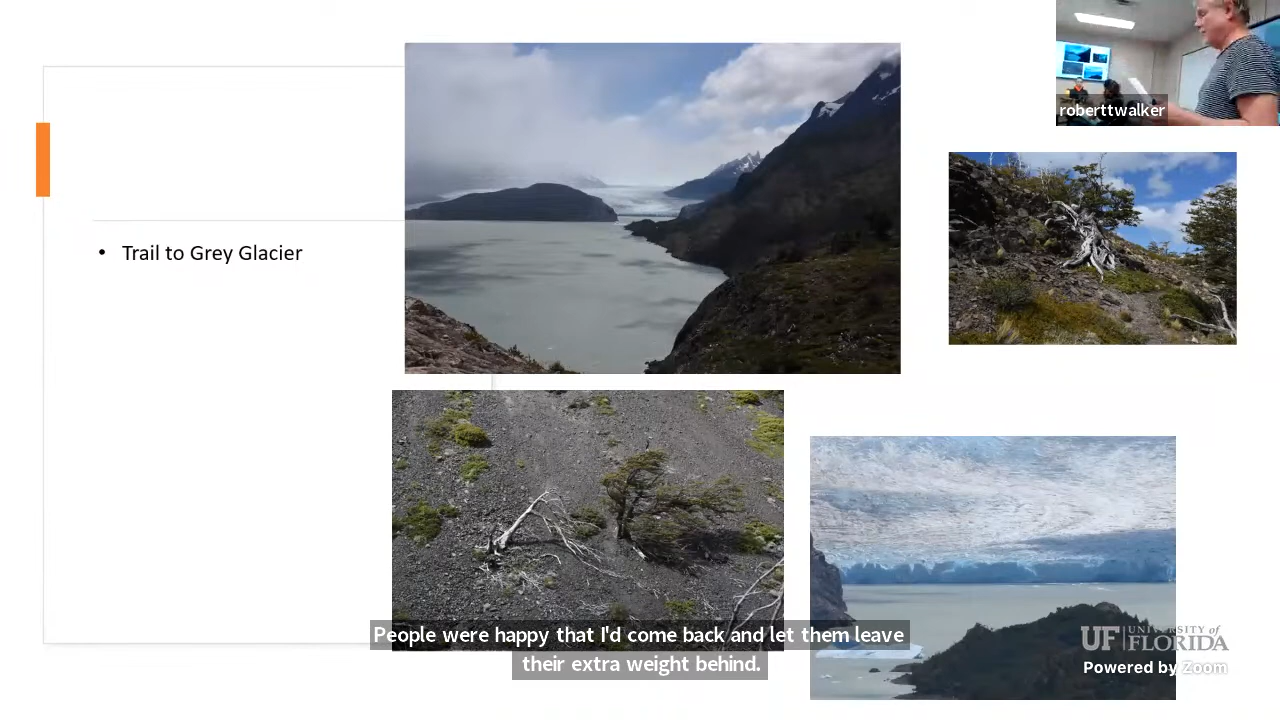 roberttwalker
• Trail to Grey Glacier
People were happy that I'd come back and let them leave
their extra weight behind.
UF UNIVERSITY of
FLORIDA
Powered by Zoom